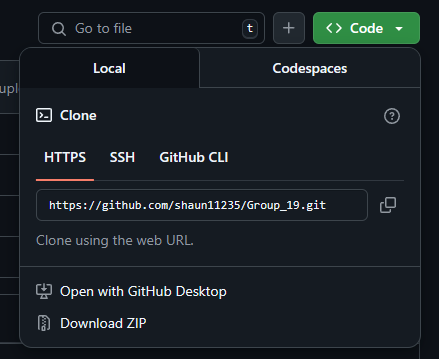 Go to file
t
Code
Local
Codespaces
Clone
HTTPS
SSH
GitHub CLI
https://github.com/shaun11235/Group_19.git
Clone using the web URL.
Open with GitHub Desktop
Download ZIP